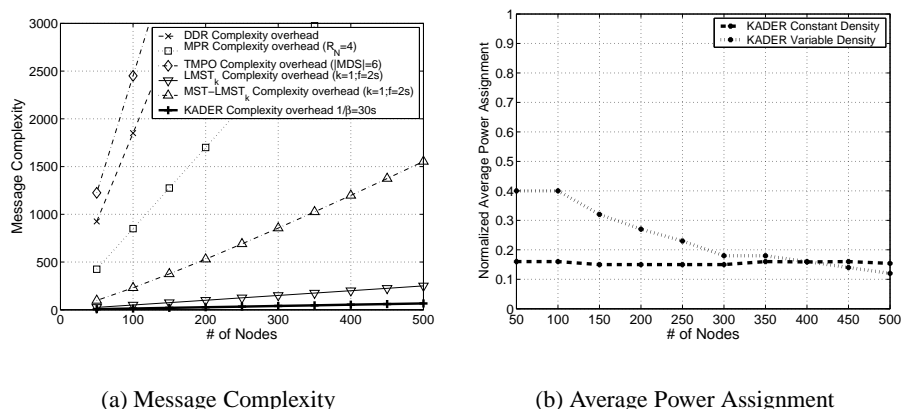 3000
2500
2000
1500
1000
500
0
0
100
200
300
400
500
# of Nodes
Message Complexity
DDR Complexity overhead
MPR Complexity overhead (R_N=4)
TMPO Complexity overhead (|MDS|=6)
LMST_k Complexity overhead (k=1;f=2s)
MST−LMST_k Complexity overhead (k=1;f=2s)
KADER Complexity overhead 1/β=30s
(a) Message Complexity
1
0.9
0.8
0.7
0.6
0.5
0.4
0.3
0.2
0.1
0
50
100
150
200
250
300
350
400
450
500
# of Nodes
Normalized Average Power Assignment
KADER Constant Density
KADER Variable Density
(b) Average Power Assignment